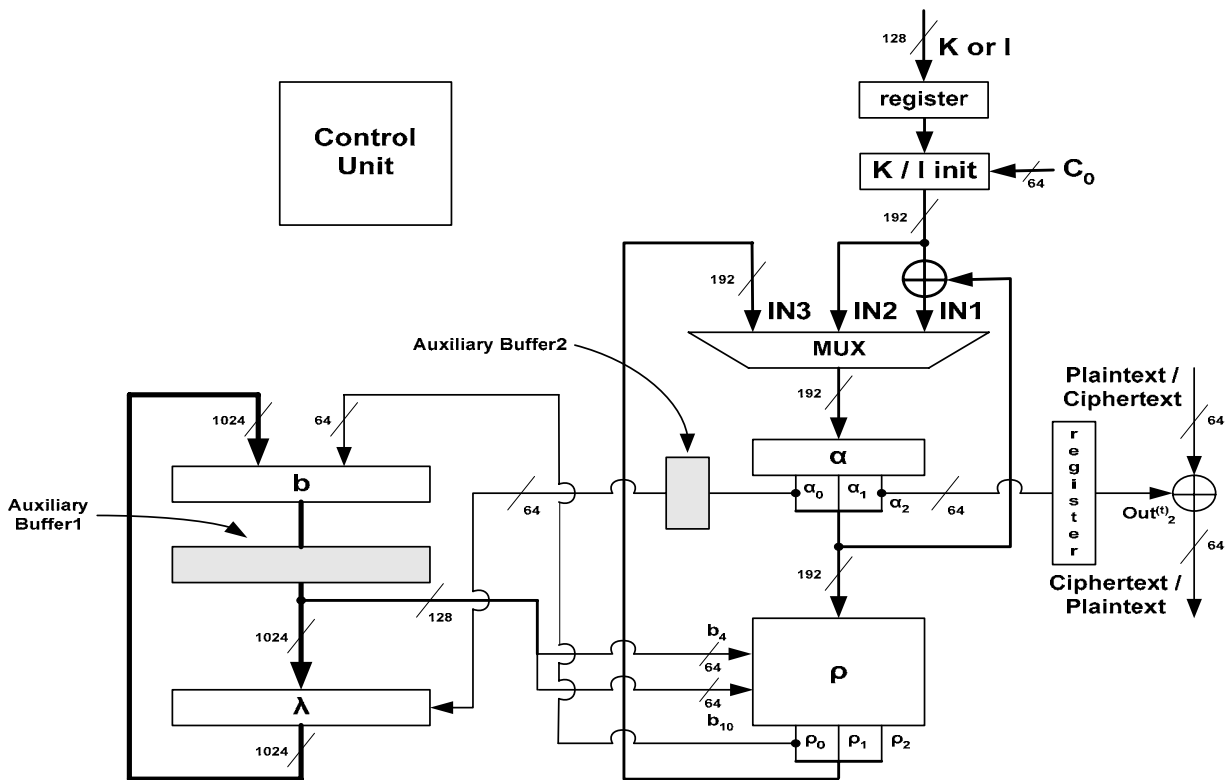 128
K or I
register
Control
Unit
K / I init
64
C0
192
192
IN3
IN2
IN1
MUX
Auxiliary Buffer2
192
Plaintext /
Ciphertext
64
1024
64
α
register
b
α0
α1
α2
64
64
Out(t)2
Auxiliary
Buffer1
64
192
Ciphertext /
Plaintext
128
1024
b4
64
ρ
λ
64
b10
1024
ρ0
ρ1
ρ2